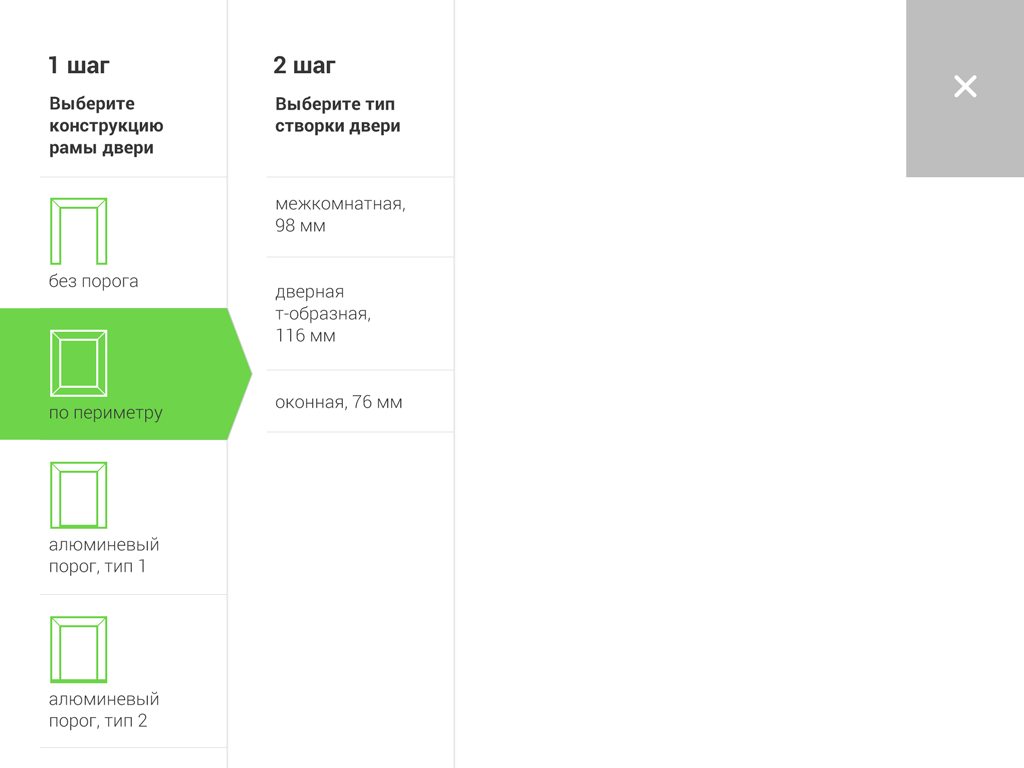 1 шаг
Выберите
конструкцию
рамы двери
без порога
по периметру
алюминевый
порог, тип 1
алюминевый
порог, тип 2
2 шаг
Выберите тип
створки двери
межкомнатная,
98 мм
дверная
т-образная,
116 мм
оконная, 76 мм